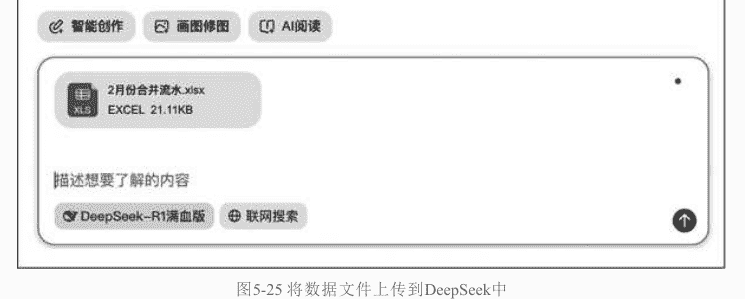 智能创作 画图修图 AI阅读
2月份合并流水.xlsx
XLS EXCEL 21.11KB
描述想要了解的内容
DeepSeek-R1满血版 联网搜索
图5-25 将数据文件上传到DeepSeek中